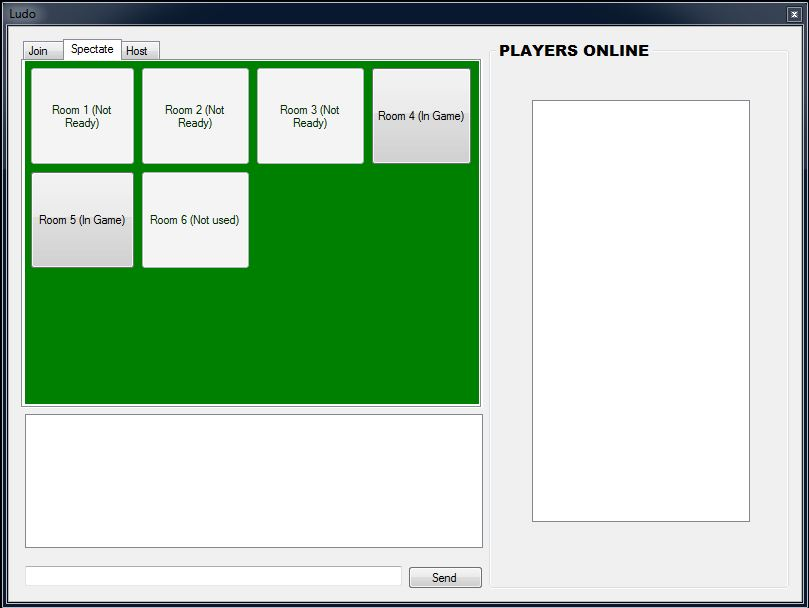 Ludo
Join
Spectate
Host
PLAYERS ONLINE
Room 1 (Not
Ready)
Room 2 (Not
Ready)
Room 3 (Not
Ready)
Room 4 (In Game)
Room 5 (In Game)
Room 6 (Not used)
Send